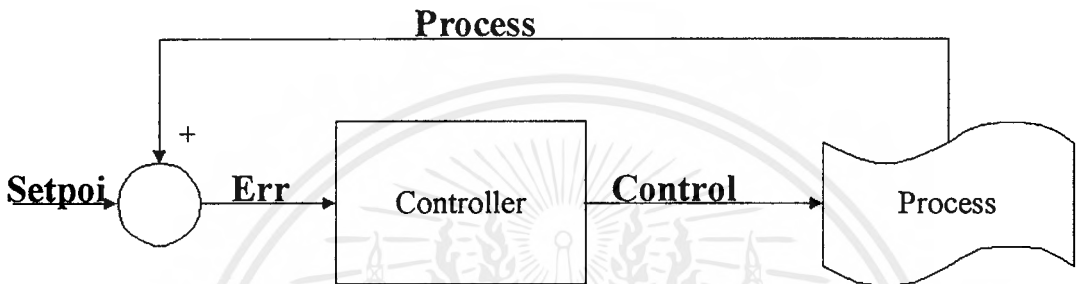 Process
+
Setpoi
Err
Controller
Control
Process